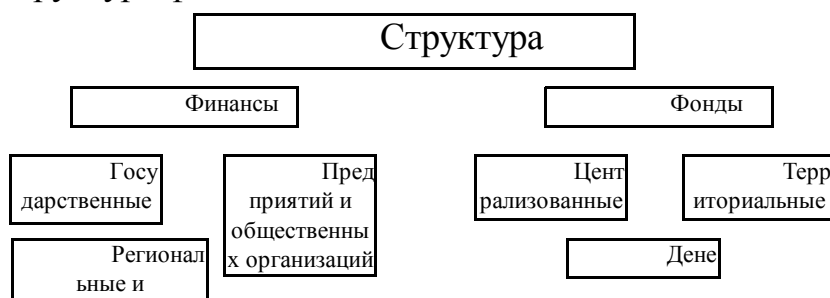 Структура
Финансы
Фонды
Госу
дарственные
Пред
приятий и
общественны
х организаций
Цент
рализованные
Терр
иториальные
Регионал
ьные и
Дене